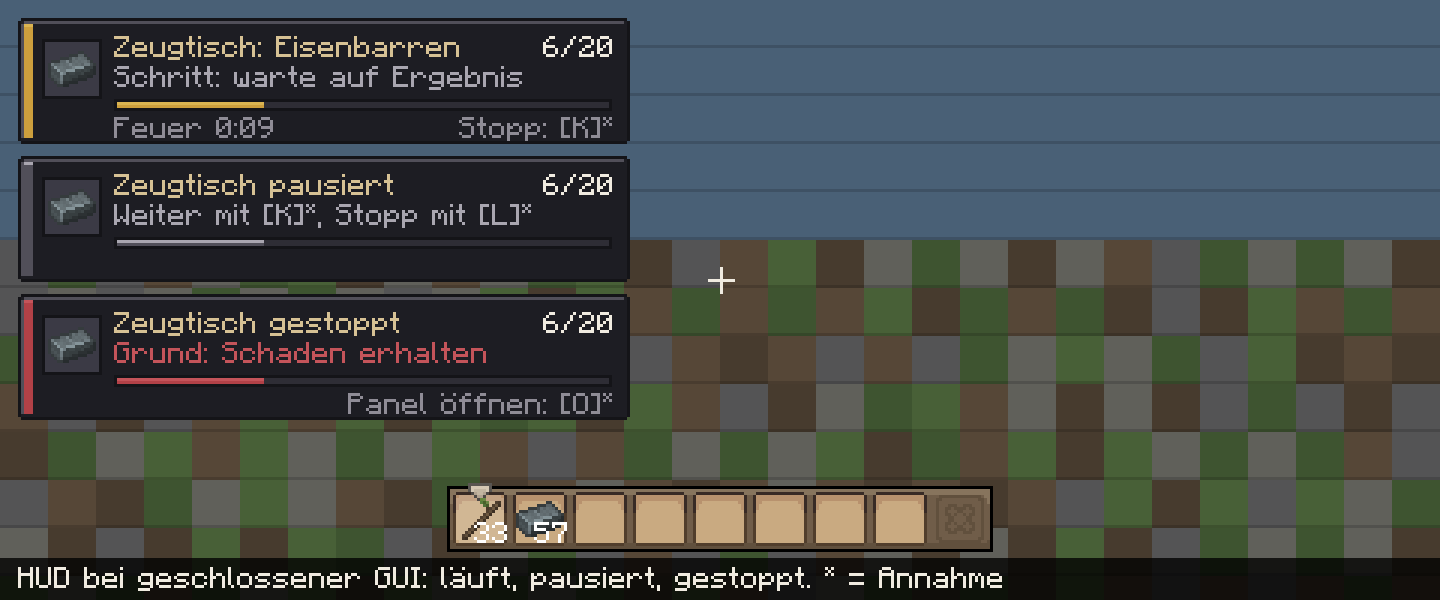 Zeugtisch: Eisenbarren 6/20
Schritt: warte auf Ergebnis
Feuer 0:09 Stopp: [K]*
Zeugtisch pausiert 6/20
Weiter mit [K]*, Stopp mit [L]*
Zeugtisch gestoppt 6/20
Grund: Schaden erhalten
Panel öffnen: [O]*
33 57
HUD bei geschlossener GUI: läuft, pausiert, gestoppt. * = Annahme